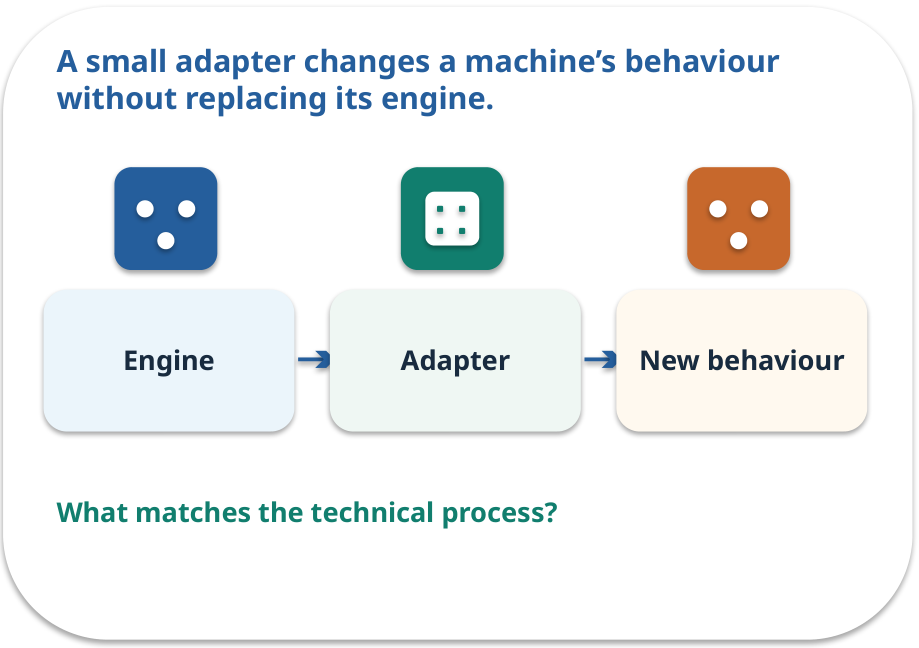 A small adapter changes a machine’s behaviour
without replacing its engine.
Engine
Adapter
New behaviour
What matches the technical process?